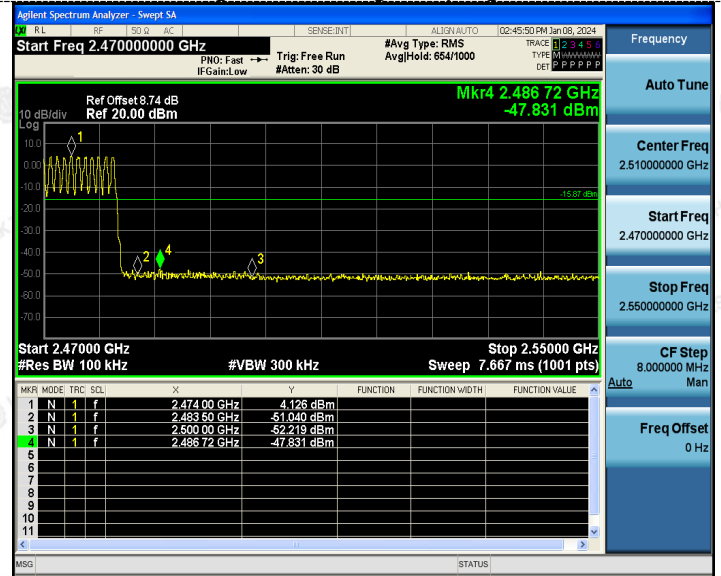 Agilent Spectrum Analyzer - Swept SA
LXI RL RF 50 Ω AC SENSE:INT ALIGN AUTO 02:45:50 PM Jan 08, 2024
Start Freq 2.470000000 GHz
PNO: Fast
IFGain:Low
Trig: Free Run
#Atten: 30 dB
#Avg Type: RMS
Avg|Hold: 654/1000
TRACE 1 2 3 4 5 6
TYPE M W W W W W
DET P P P P P P
Mkr4 2.486 72 GHz
-47.831 dBm
Ref Offset 8.74 dB
10 dB/div Ref 20.00 dBm
Log
10.0
0.00
-10.0
-20.0
-30.0
-40.0
-50.0
-60.0
-70.0
1
2
4
3
-15.87 dBm
Start 2.47000 GHz Stop 2.55000 GHz
#Res BW 100 kHz #VBW 300 kHz Sweep 7.667 ms (1001 pts)
MKR MODE TRC SCL X Y FUNCTION FUNCTION WIDTH FUNCTION VALUE
1 N 1 f 2.474 00 GHz 4.126 dBm
2 N 1 f 2.483 50 GHz -51.040 dBm
3 N 1 f 2.500 00 GHz -52.219 dBm
4 N 1 f 2.486 72 GHz -47.831 dBm
5
6
7
8
9
10
11
MSG STATUS
Frequency
Auto Tune
Center Freq
2.510000000 GHz
Start Freq
2.470000000 GHz
Stop Freq
2.550000000 GHz
CF Step
8.000000 MHz
Auto Man
Freq Offset
0 Hz